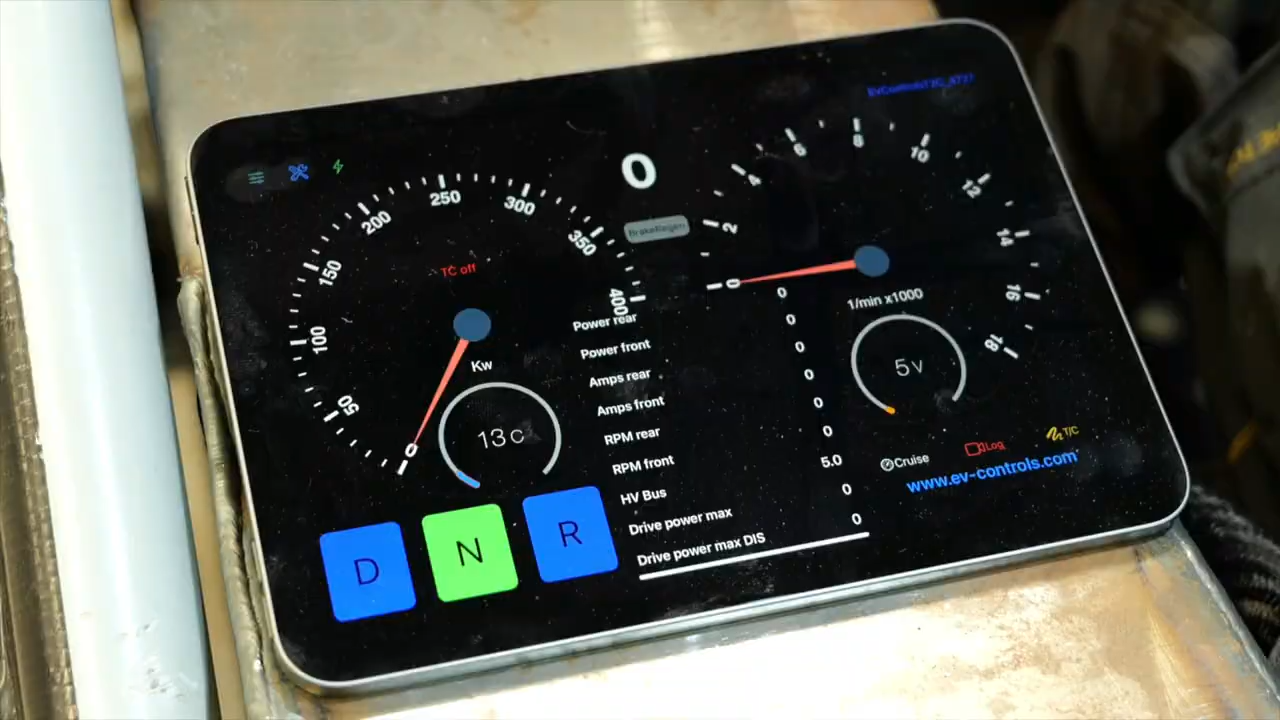 0
BrakeRegen
TC off
0
50
100
150
200
250
300
350
400
Kw
13 C
D
N
R
0
2
4
6
8
10
12
14
16
18
1/min x1000
5 V
Power rear 0
Power front 0
Amps rear 0
Amps front 0
RPM rear 0
RPM front 0
HV Bus 5.0
Drive power max 0
Drive power max DIS 0
Cruise
Log
T/C
www.ev-controls.com